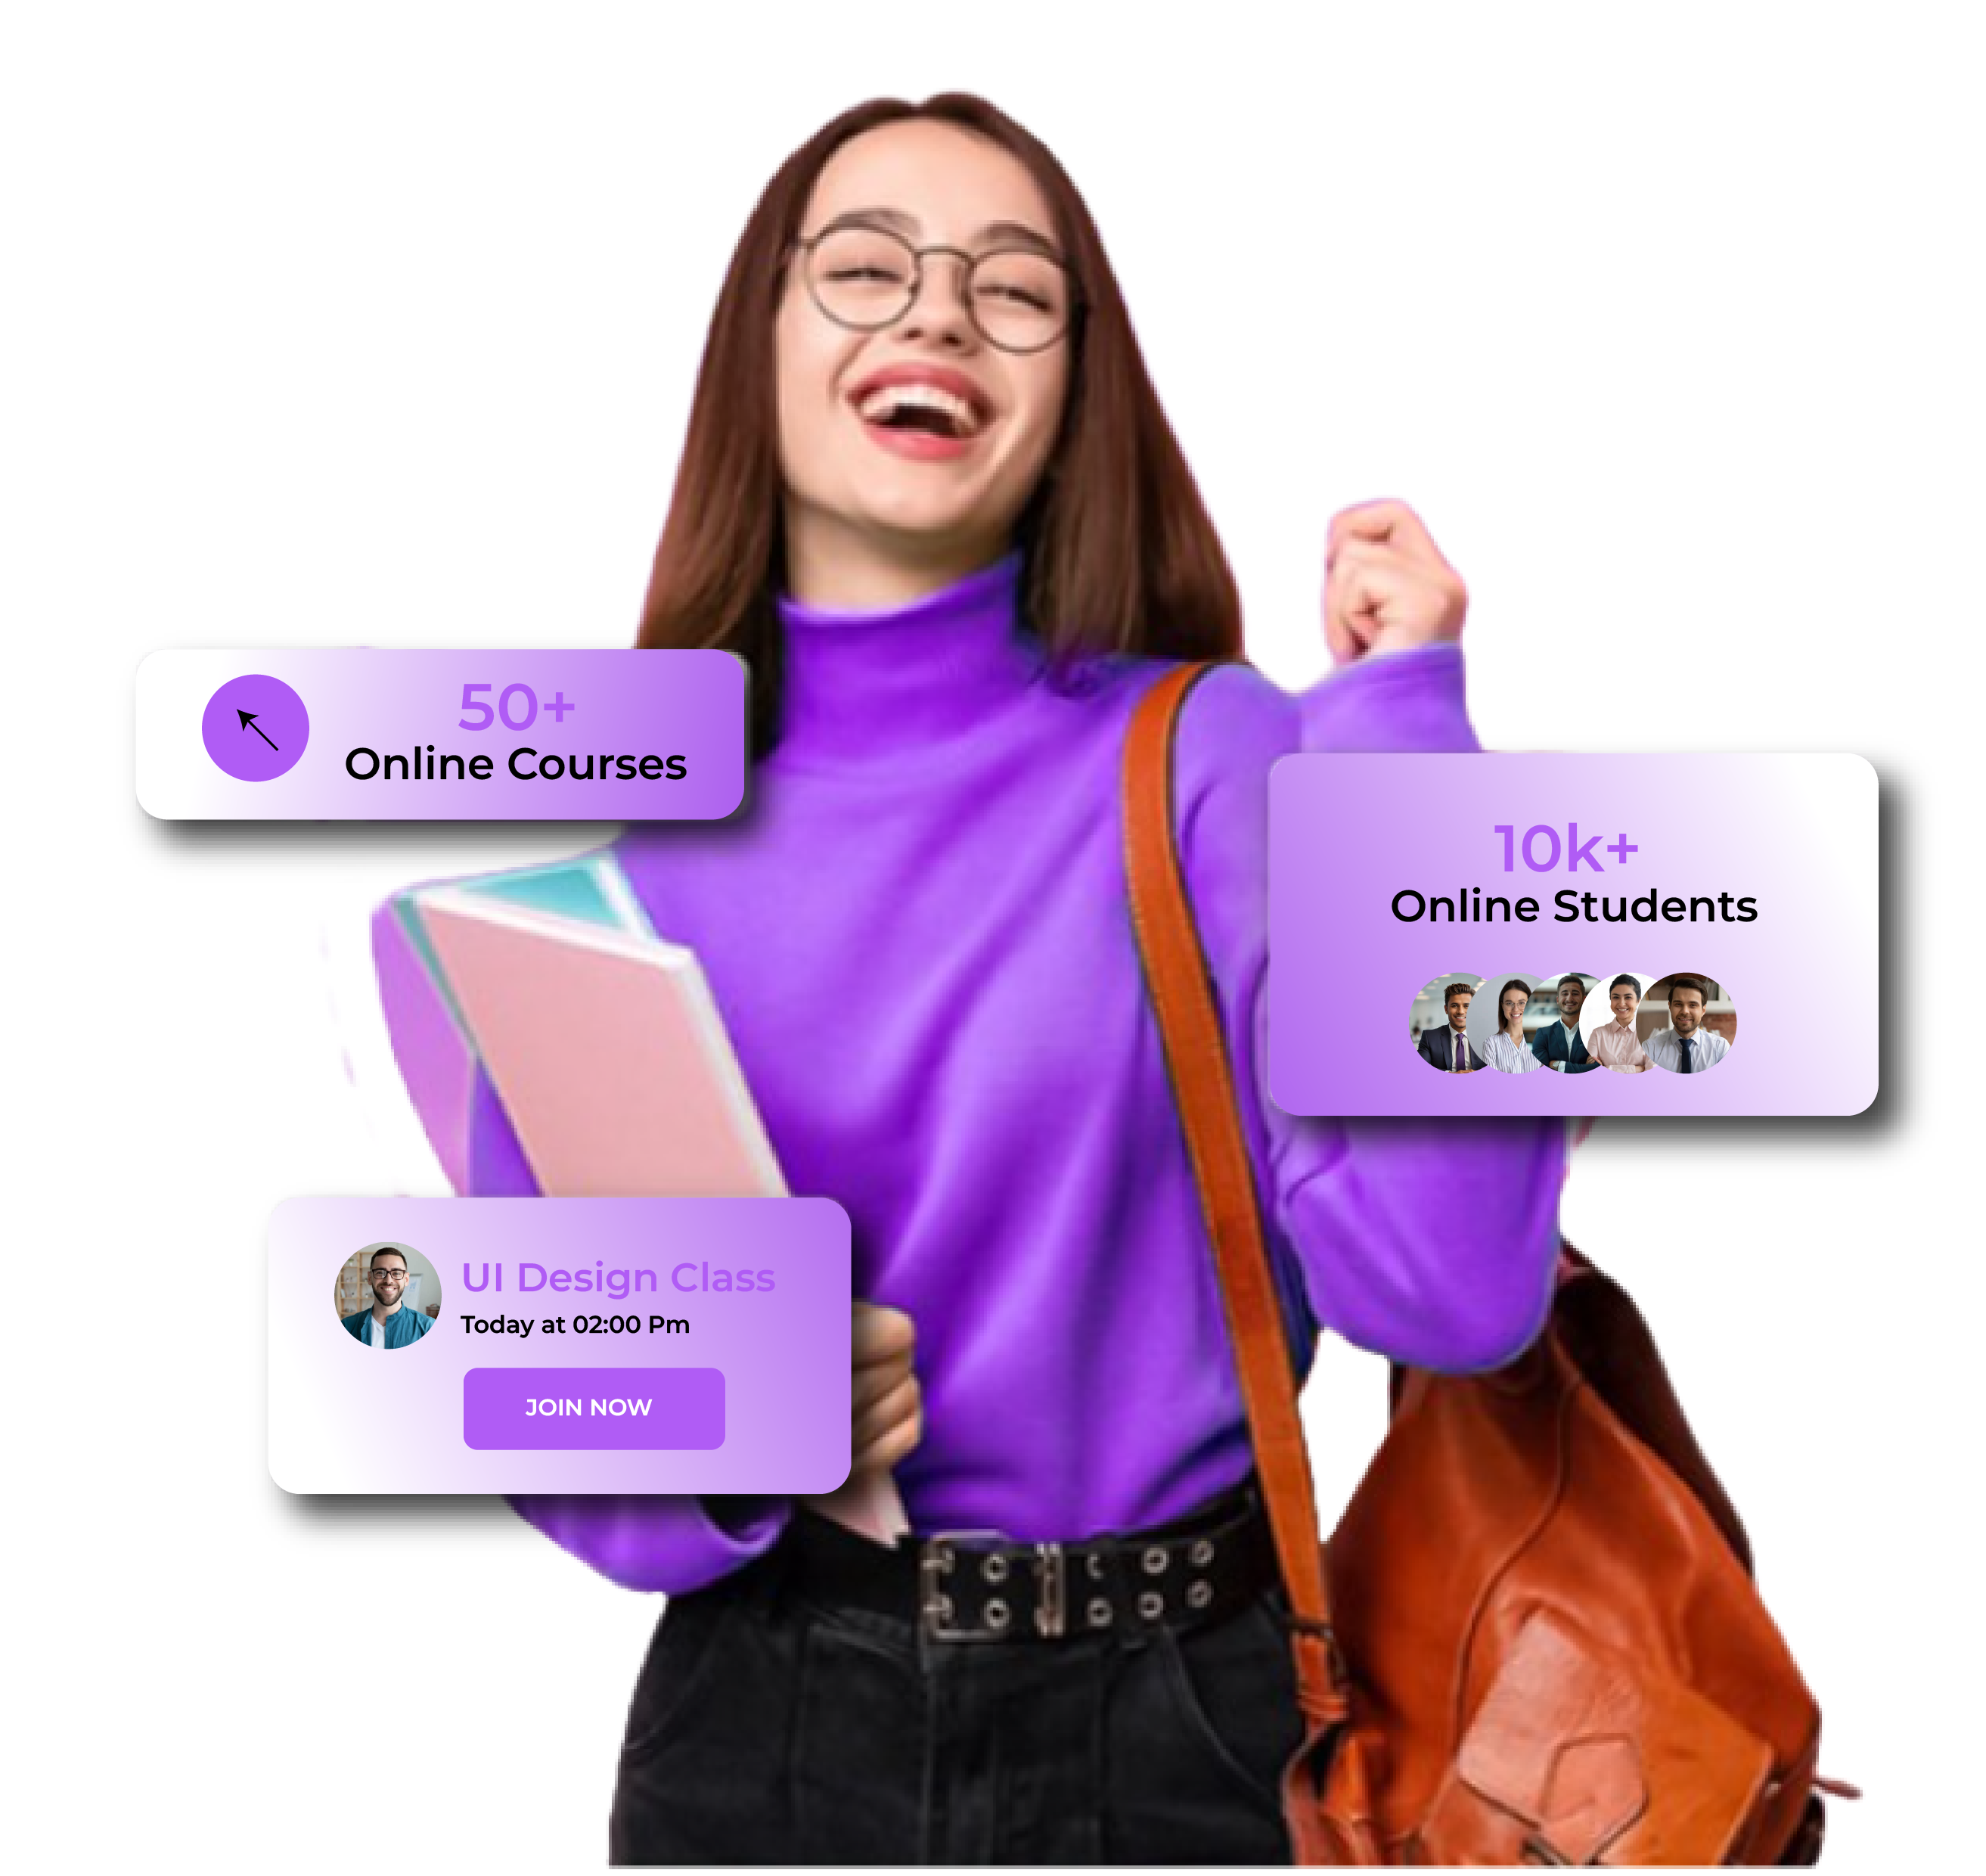 50+
Online Courses
10k+
Online Students
UI Design Class
Today at 02:00 Pm
JOIN NOW